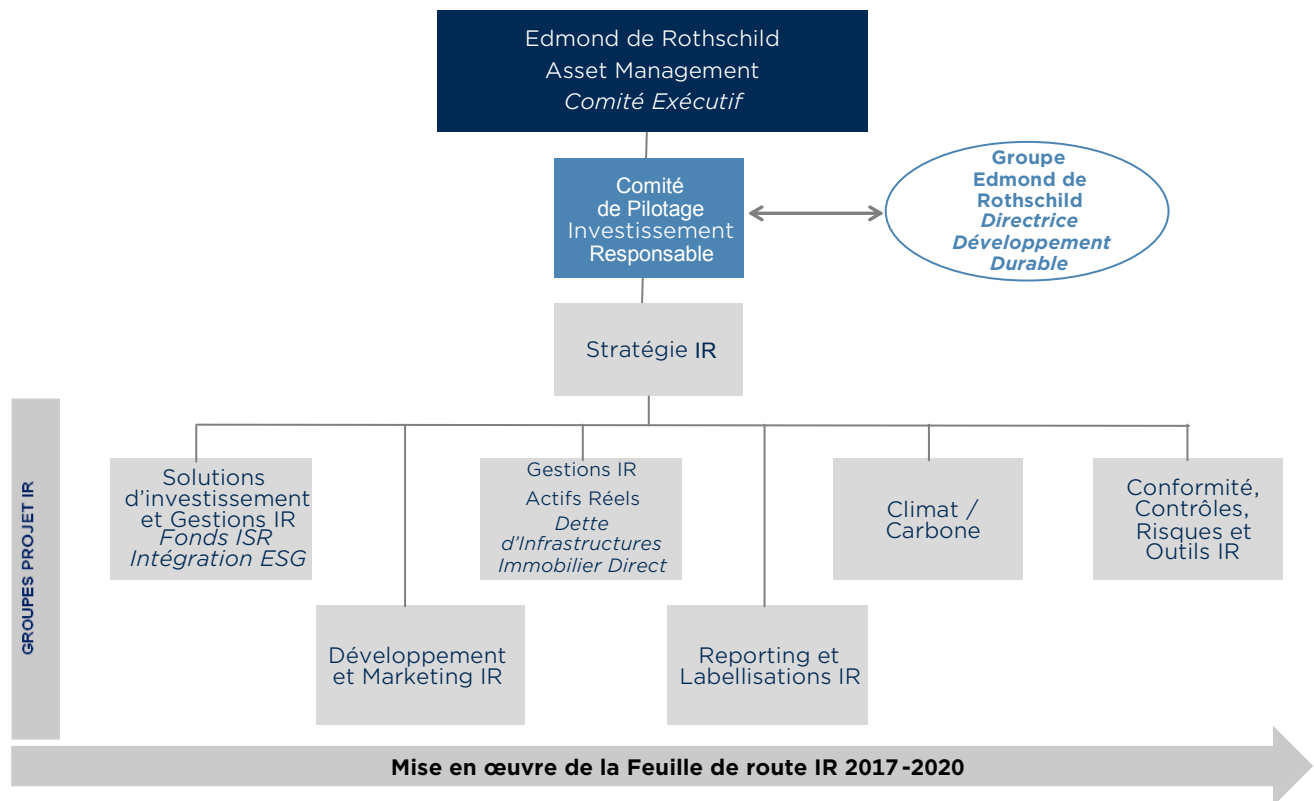 Edmond de Rothschild
Asset Management
Comité Exécutif
Comité
de Pilotage
Investissement
Responsable
Groupe
Edmond de
Rothschild
Directrice
Développement
Durable
Stratégie IR
GROUPES PROJET IR
Solutions
d'investissement
et Gestions IR
Fonds ISR
Intégration ESG
Gestions IR
Actifs Réels
Dette
d'Infrastructures
Immobilier Direct
Climat /
Carbone
Conformité,
Contrôles,
Risques et
Outils IR
Développement
et Marketing IR
Reporting et
Labellisations IR
Mise en œuvre de la Feuille de route IR 2017-2020